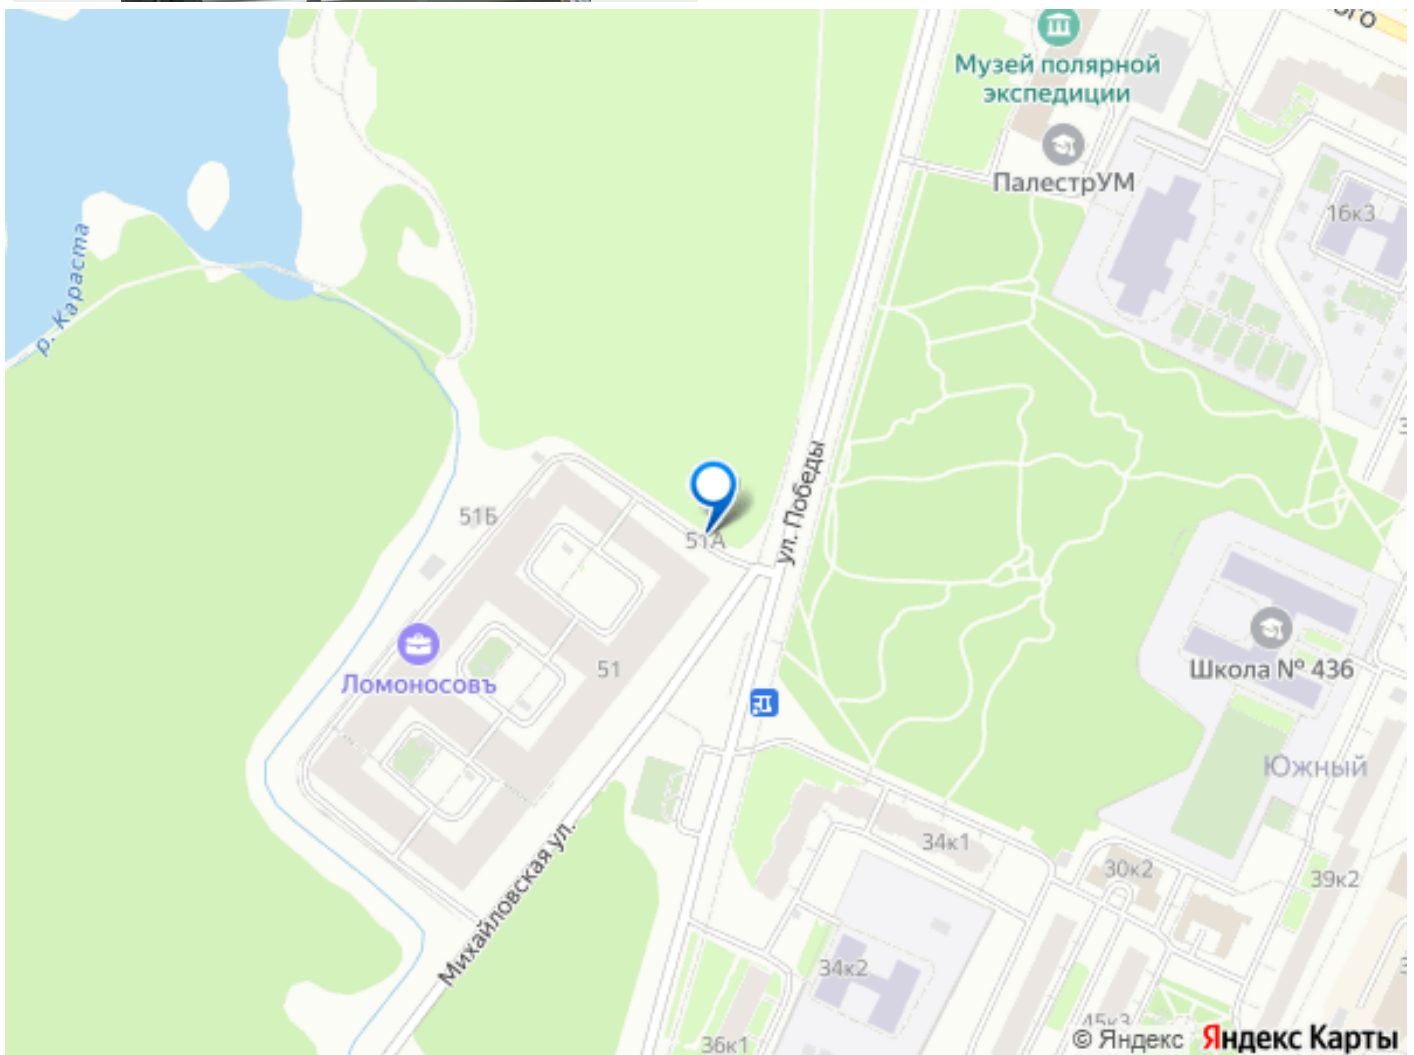 Музей полярной
экспедиции
ПалеструМ
16к3
р. Караста
ул. Победы
51Б
51А
Ломоносовъ
51
Школа № 436
Южный
Михайловская ул.
34к1
30к2
39к2
34к2
45к3
36к1
© Яндекс Яндекс Карты